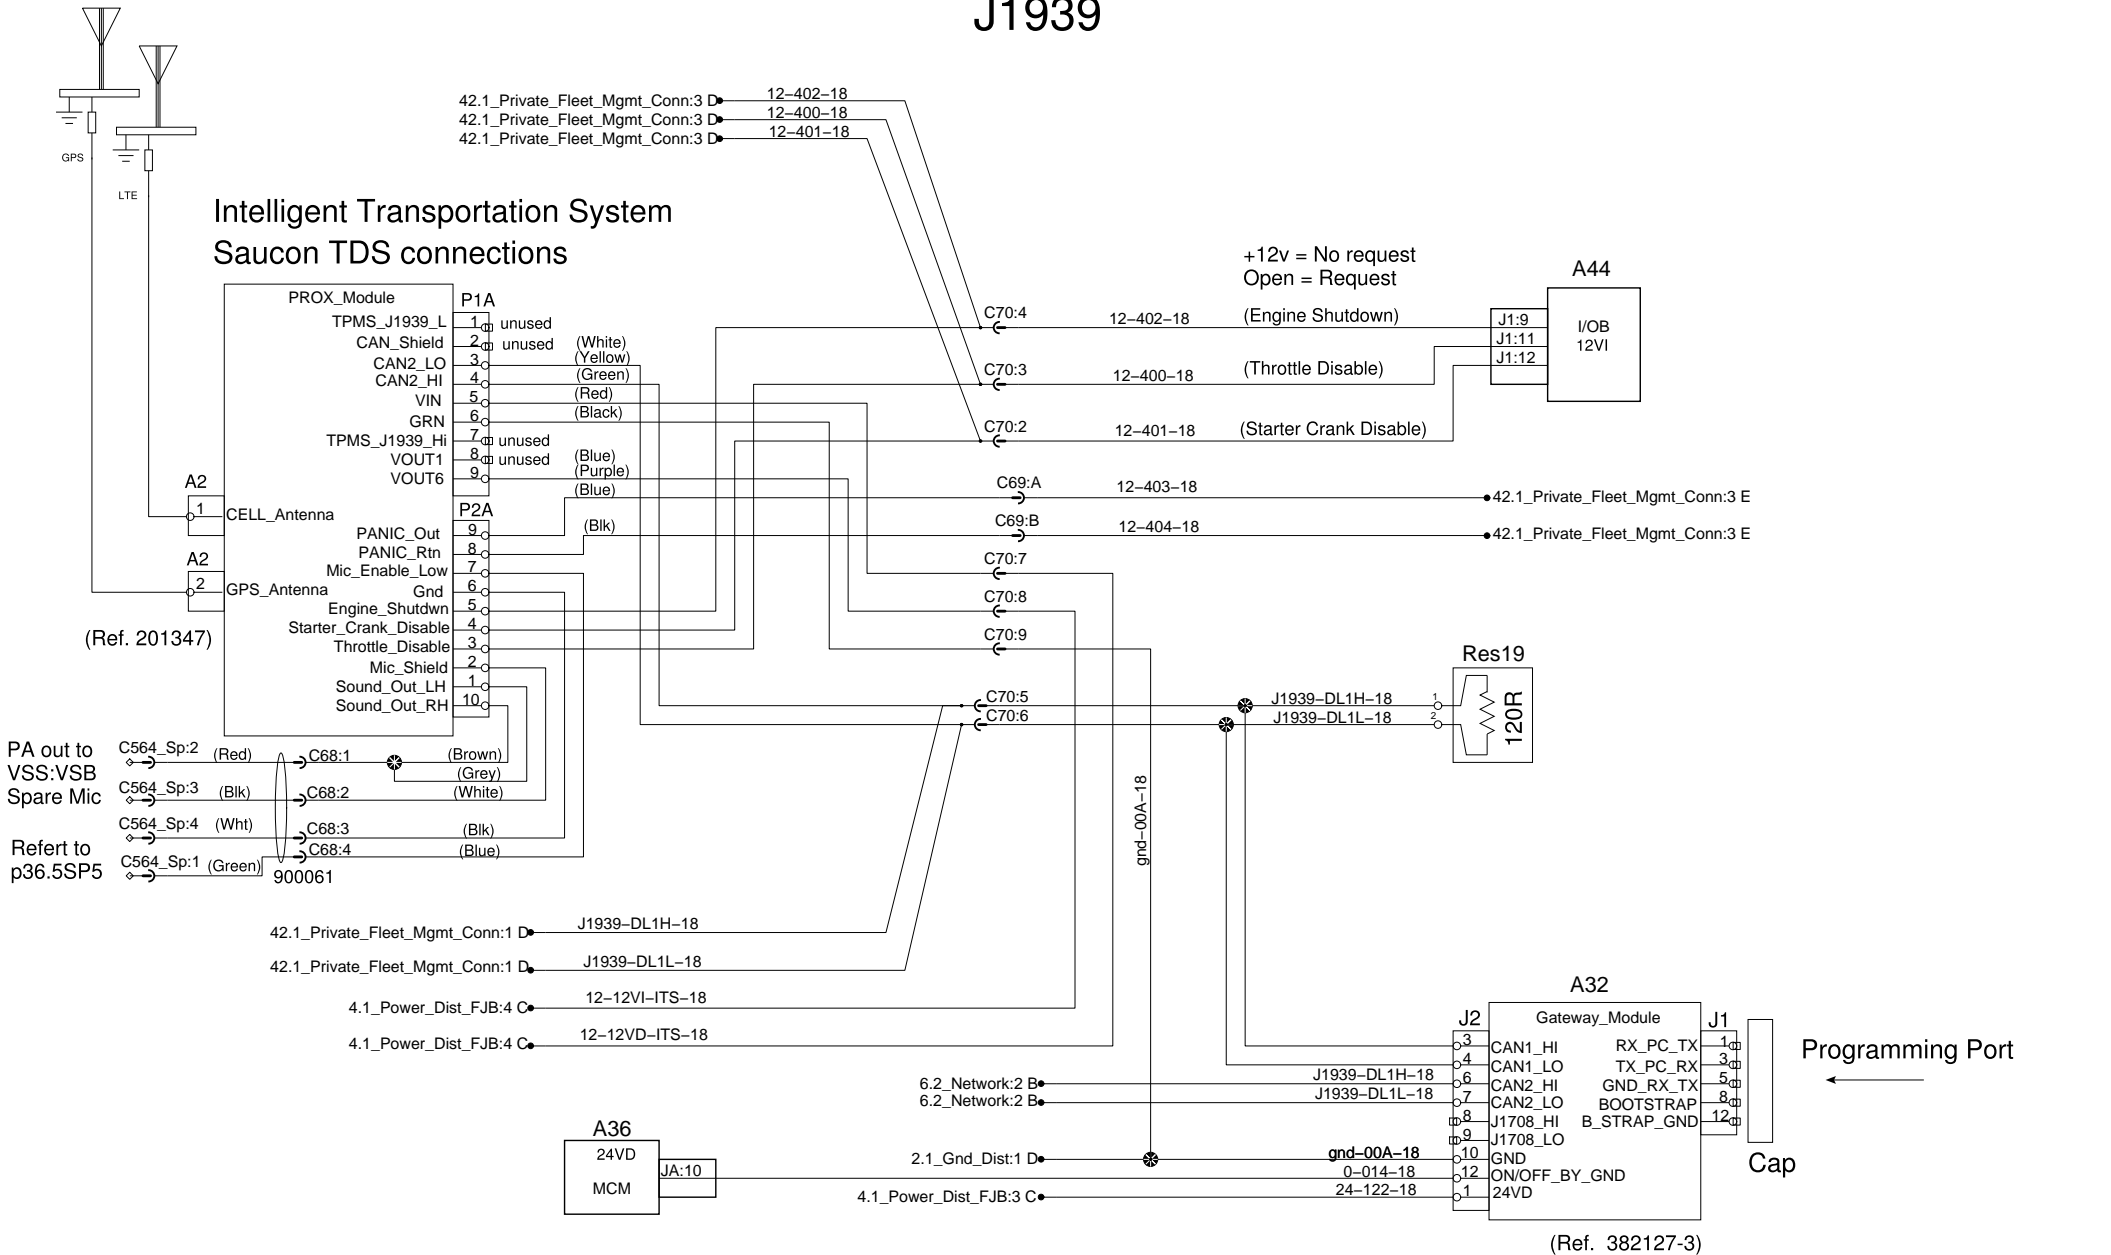 J1939
42.1_Private_Fleet_Mgmt_Conn:3 D
12–402–18
42.1_Private_Fleet_Mgmt_Conn:3 D
12–400–18
42.1_Private_Fleet_Mgmt_Conn:3 D
12–401–18
GPS
LTE
Intelligent Transportation System
Saucon TDS connections
PROX_Module
P1A
TPMS_J1939_L 1 unused
CAN_Shield 2 unused
(White)
CAN2_LO 3 (Yellow)
CAN2_HI 4 (Green)
VIN 5 (Red)
GRN 6 (Black)
TPMS_J1939_Hi 7 unused
VOUT1 8 unused
(Blue)
VOUT6 9 (Purple)
(Blue)
P2A
PANIC_Out 9
(Blk)
PANIC_Rtn 8
Mic_Enable_Low 7
Gnd 6
Engine_Shutdwn 5
Starter_Crank_Disable 4
Throttle_Disable 3
Mic_Shield 2
Sound_Out_LH 1
Sound_Out_RH 10
A2
1
CELL_Antenna
A2
2
GPS_Antenna
(Ref. 201347)
+12v = No request
Open = Request
C70:4
12–402–18
(Engine Shutdown)
C70:3
12–400–18
(Throttle Disable)
C70:2
12–401–18
(Starter Crank Disable)
A44
J1:9
J1:11
J1:12
I/OB
12VI
C69:A
12–403–18
42.1_Private_Fleet_Mgmt_Conn:3 E
C69:B
12–404–18
42.1_Private_Fleet_Mgmt_Conn:3 E
C70:7
C70:8
C70:9
C70:5
C70:6
J1939–DL1H–18
J1939–DL1L–18
Res19
1
2
120R
gnd–00A–18
PA out to
VSS:VSB
Spare Mic
Refert to
p36.5SP5
C564_Sp:2
(Red)
C68:1
(Brown)
(Grey)
C564_Sp:3
(Blk)
C68:2
(White)
C564_Sp:4
(Wht)
C68:3
(Blk)
C68:4
(Blue)
C564_Sp:1
(Green)
900061
42.1_Private_Fleet_Mgmt_Conn:1 D
J1939–DL1H–18
42.1_Private_Fleet_Mgmt_Conn:1 D
J1939–DL1L–18
4.1_Power_Dist_FJB:4 C
12–12VI–ITS–18
4.1_Power_Dist_FJB:4 C
12–12VD–ITS–18
A32
J2
Gateway_Module
J1
3 CAN1_HI
4 CAN1_LO
6.2_Network:2 B
J1939–DL1H–18
6 CAN2_HI
6.2_Network:2 B
J1939–DL1L–18
7 CAN2_LO
8 J1708_HI
9 J1708_LO
2.1_Gnd_Dist:1 D
gnd–00A–18
10 GND
0–014–18
12 ON/OFF_BY_GND
4.1_Power_Dist_FJB:3 C
24–122–18
1 24VD
RX_PC_TX 1
TX_PC_RX 3
GND_RX_TX 5
BOOTSTRAP 8
B_STRAP_GND 12
Programming Port
Cap
A36
24VD
MCM
JA:10
(Ref. 382127-3)